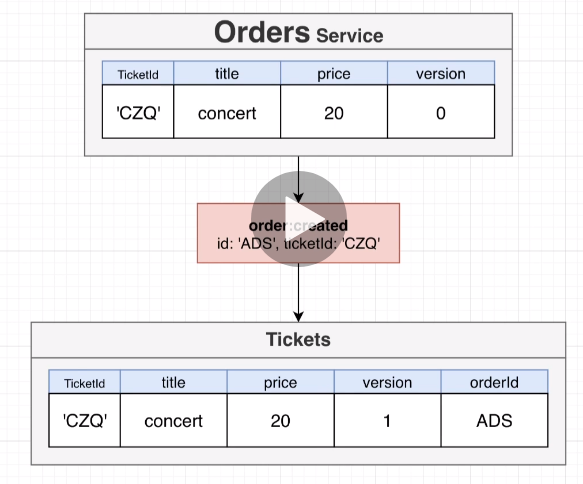 Orders Service
TicketId title price version
'CZQ' concert 20 0
order:created
id: 'ADS', ticketId: 'CZQ'
Tickets
TicketId title price version orderId
'CZQ' concert 20 1 ADS